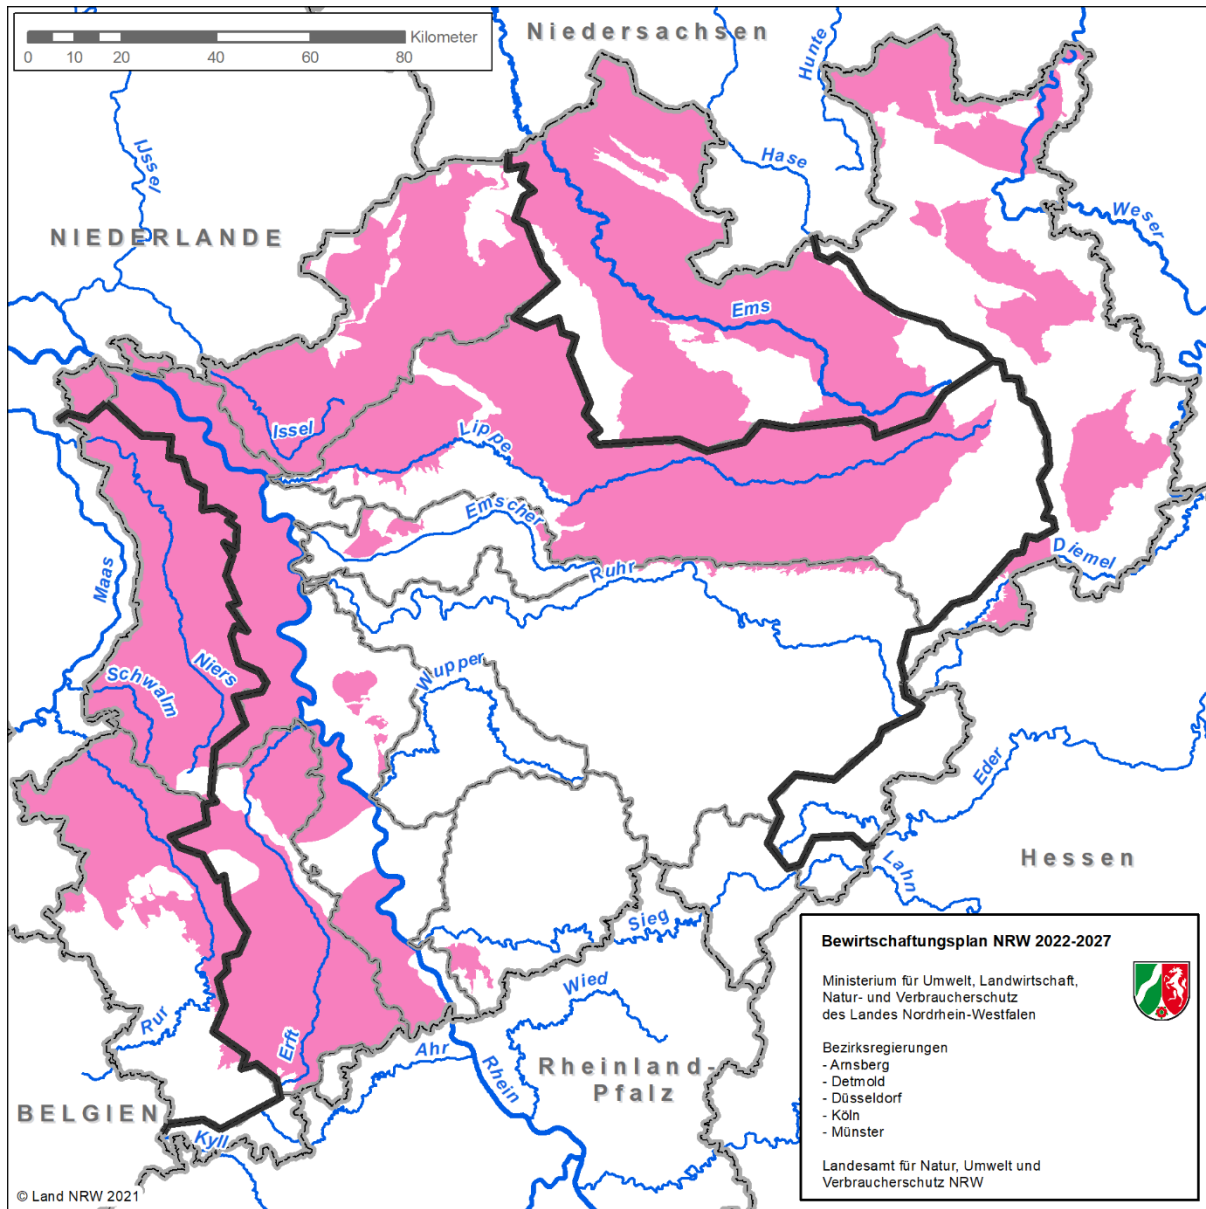 Kilometer
0 10 20 40 60 80
Niedersachsen
Hunte
IJssel
Hase
NIEDERLANDE
Weser
Ems
Issel
Lippe
Emscher
Ruhr
Diemel
Maas
Niers
Schwalm
Wupper
Eder
Hessen
Lahn
Sieg
Wied
Rur
Erft
Ahr
Rhein
Rheinland-
Pfalz
BELGIEN
Kyll
Bewirtschaftungsplan NRW 2022-2027
Ministerium für Umwelt, Landwirtschaft,
Natur- und Verbraucherschutz
des Landes Nordrhein-Westfalen
Bezirksregierungen
- Arnsberg
- Detmold
- Düsseldorf
- Köln
- Münster
Landesamt für Natur, Umwelt und
Verbraucherschutz NRW
© Land NRW 2021